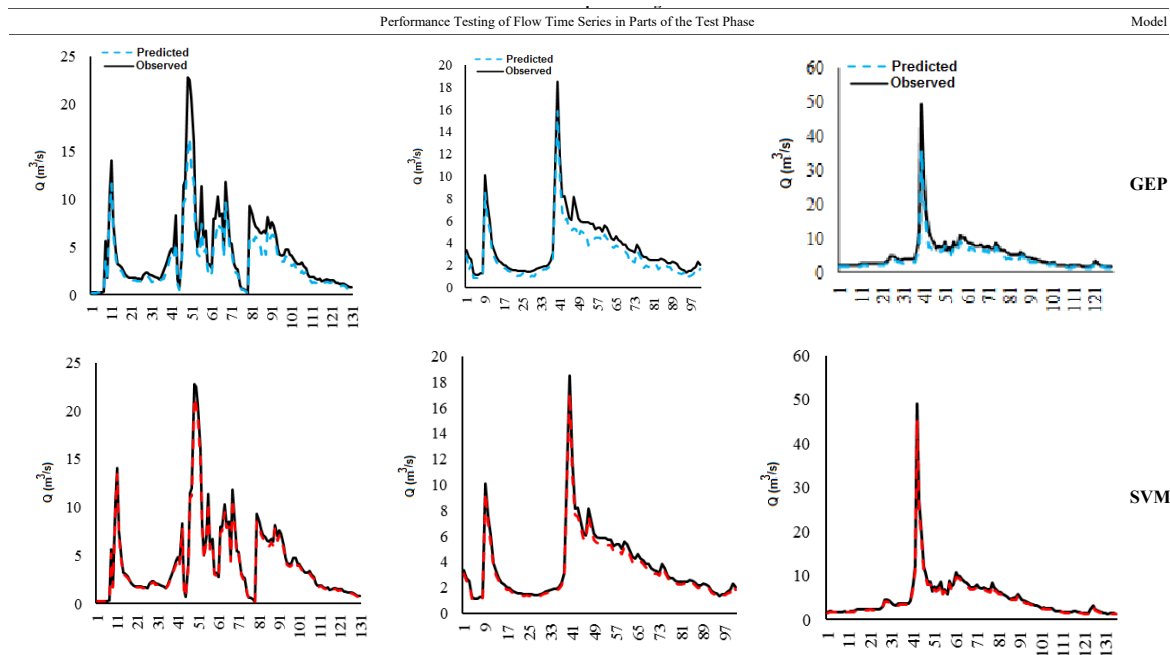 Performance Testing of Flow Time Series in Parts of the Test Phase Model
Predicted
Observed
Q (m³/s)
25
20
15
10
5
0
1 11 21 31 41 51 61 71 81 91 101 111 121 131
Predicted
Observed
Q (m³/s)
20
18
16
14
12
10
8
6
4
2
0
1 9 17 25 33 41 49 57 65 73 81 89 97
Predicted
Observed
Q (m³/s)
60
50
40
30
20
10
0
1 11 21 31 41 51 61 71 81 91 101 111 121
GEP
Q (m³/s)
25
20
15
10
5
0
1 11 21 31 41 51 61 71 81 91 101 111 121 131
Q (m³/s)
20
18
16
14
12
10
8
6
4
2
0
1 9 17 25 33 41 49 57 65 73 81 89 97
Q (m³/s)
60
50
40
30
20
10
0
1 11 21 31 41 51 61 71 81 91 101 111 121 131
SVM